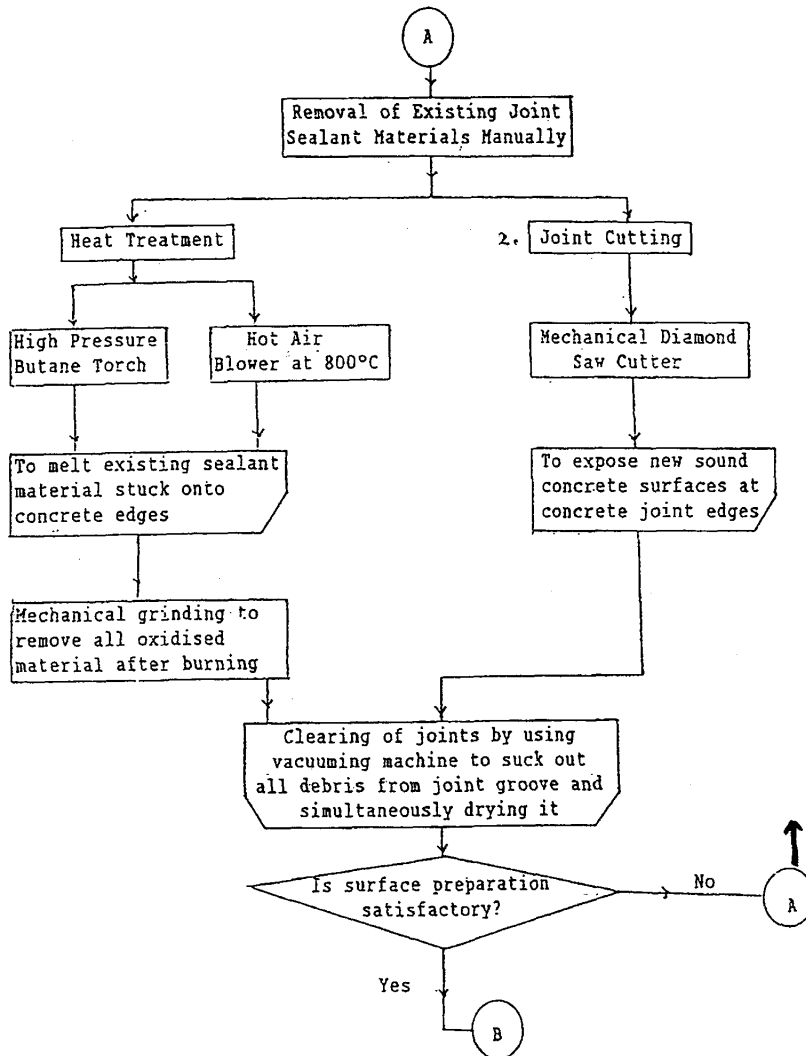 A
Removal of Existing Joint
Sealant Materials Manually
Heat Treatment
2. Joint Cutting
High Pressure
Butane Torch
Hot Air
Blower at 800°C
Mechanical Diamond
Saw Cutter
To melt existing sealant
material stuck onto
concrete edges
To expose new sound
concrete surfaces at
concrete joint edges
Mechanical grinding to
remove all oxidised
material after burning
Clearing of joints by using
vacuuming machine to suck out
all debris from joint groove and
simultaneously drying it
Is surface preparation
satisfactory?
No
A
Yes
B